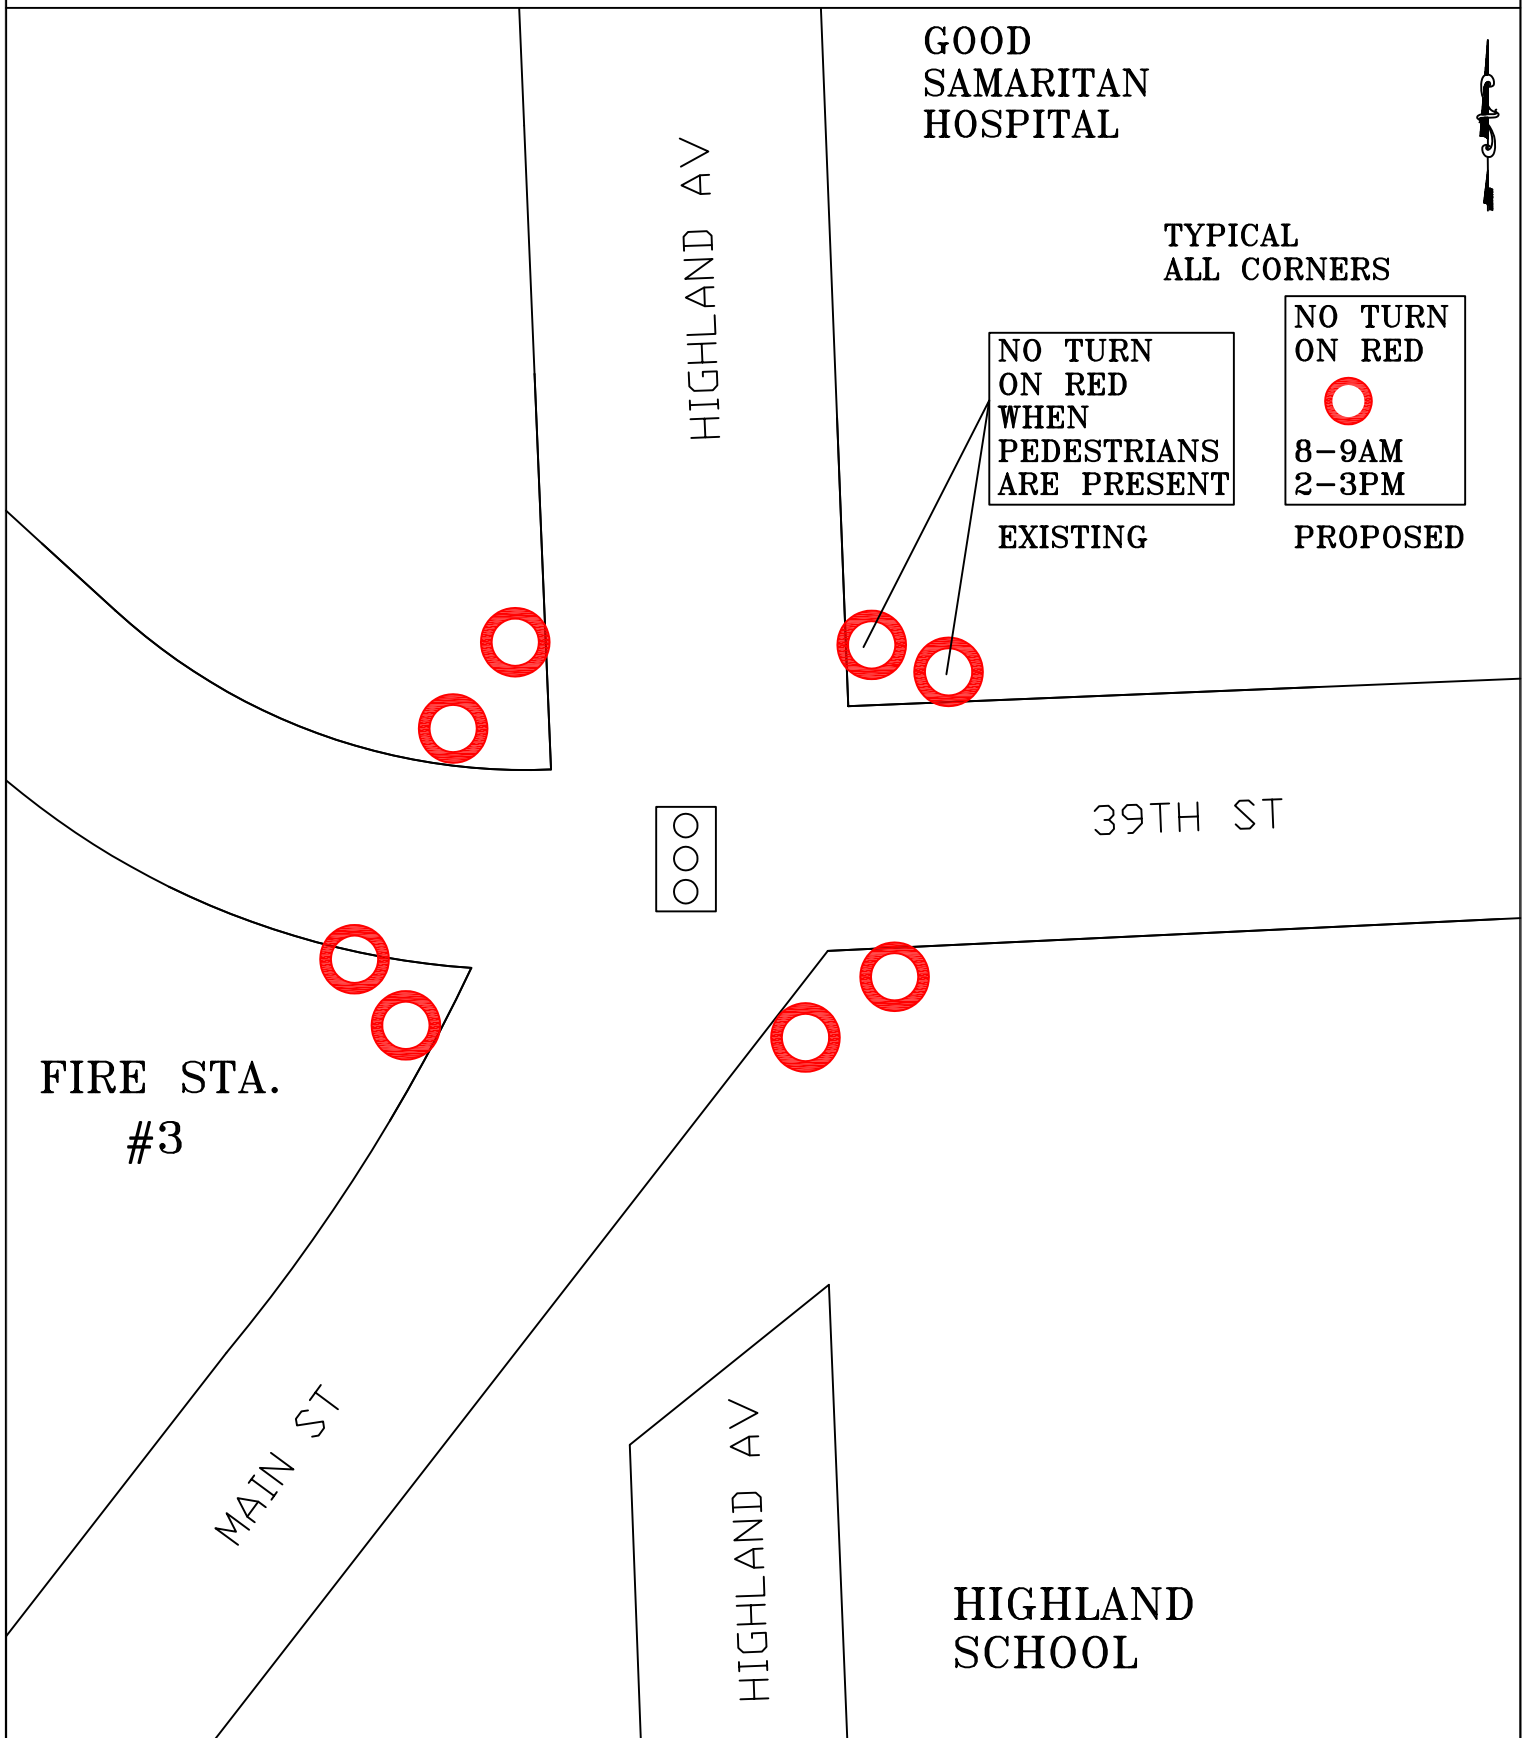 GOOD
SAMARITAN
HOSPITAL
HIGHLAND AV
TYPICAL
ALL CORNERS
NO TURN
ON RED
WHEN
PEDESTRIANS
ARE PRESENT
EXISTING
NO TURN
ON RED
8-9AM
2-3PM
PROPOSED
39TH ST
FIRE STA.
#3
MAIN ST
HIGHLAND AV
HIGHLAND
SCHOOL